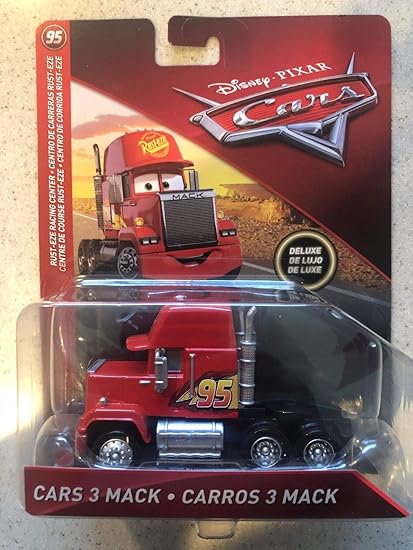 95
Disney·PIXAR
Cars
RUST-EZE RACING CENTER • CENTRO DE CARRERAS RUST-EZE
CENTRE DE COURSE RUST-EZE • CENTRO DE CORRIDA RUST-EZE
Rust-eze
MACK
DELUXE
DE LUJO
DE LUXE
95
CARS 3 MACK • CARROS 3 MACK